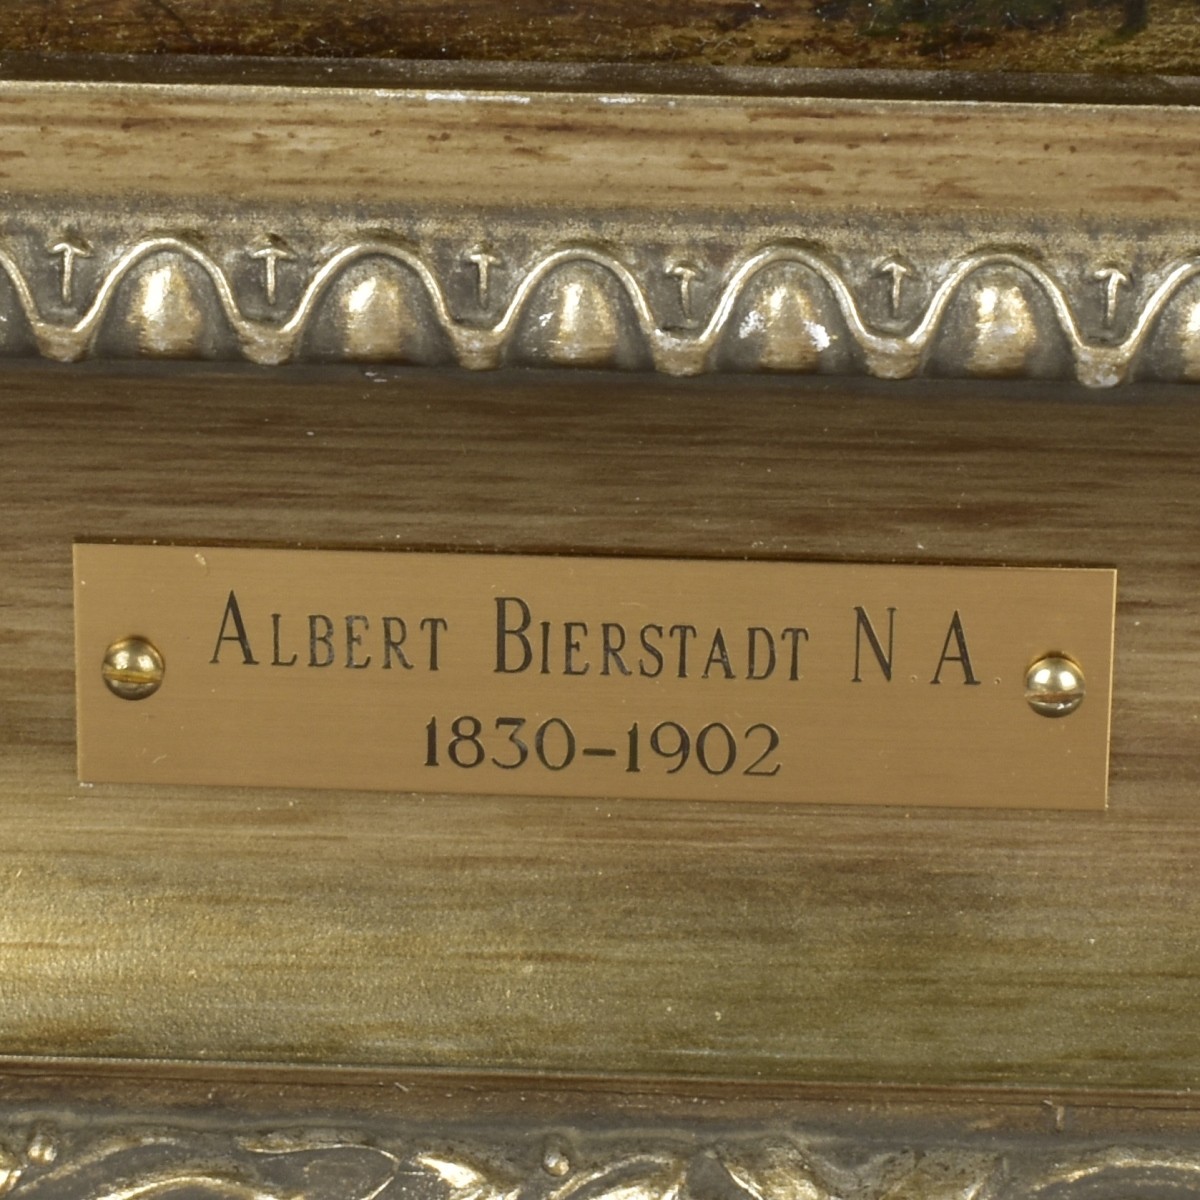 ALBERT BIERSTADT N.A.
1830-1902